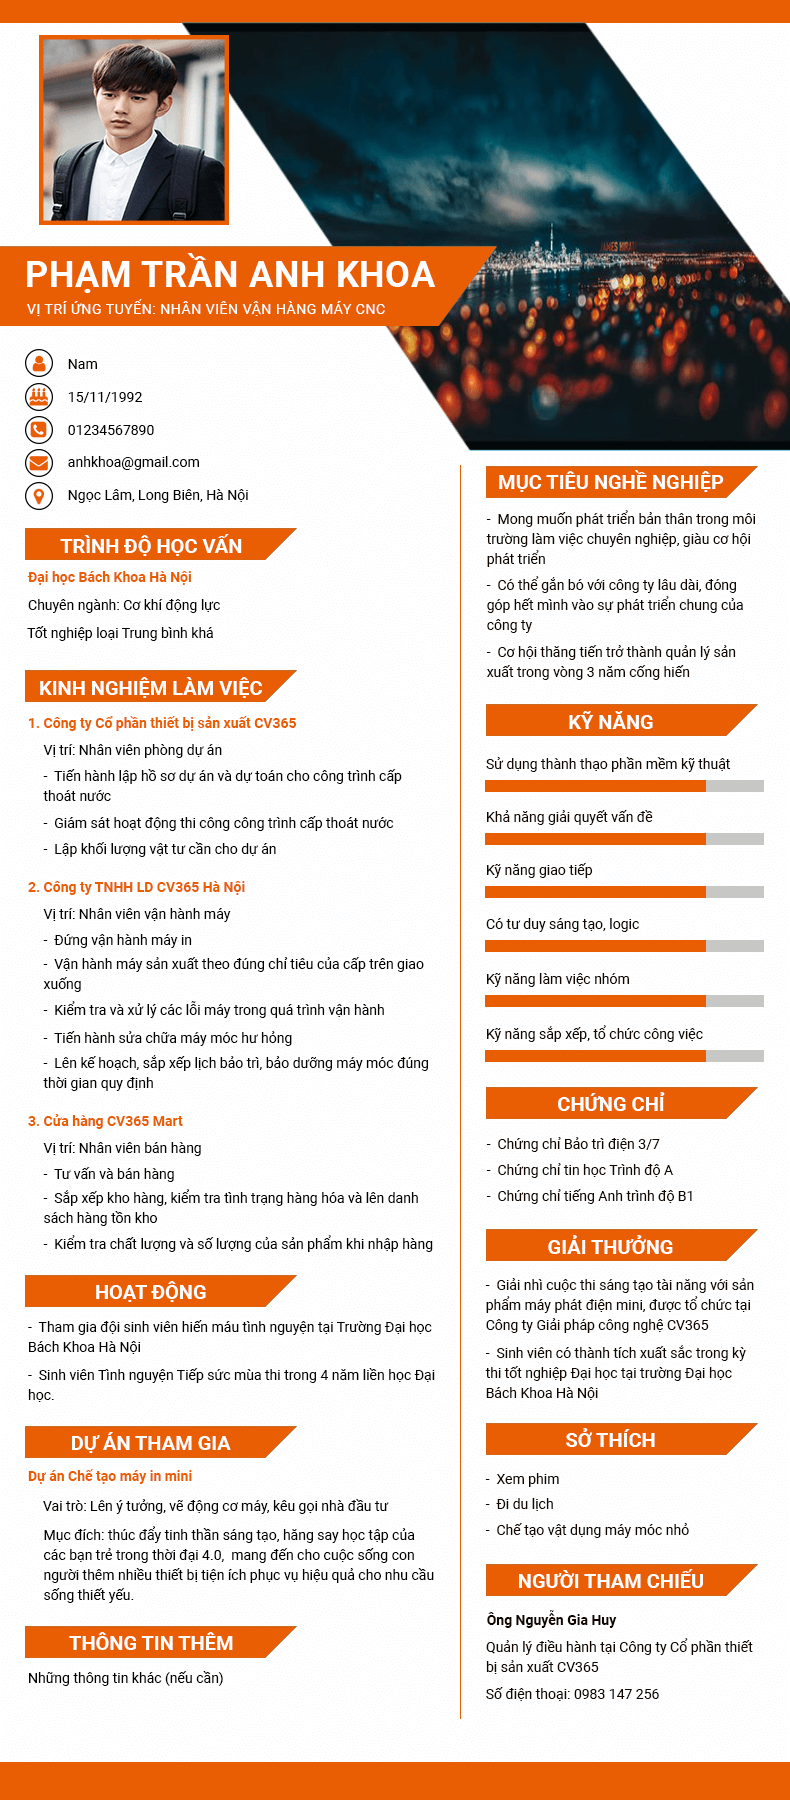 PHẠM TRẦN ANH KHOA
VỊ TRÍ ỨNG TUYỂN: NHÂN VIÊN VẬN HÀNG MÁY CNC
Nam
15/11/1992
01234567890
anhkhoa@gmail.com
Ngọc Lâm, Long Biên, Hà Nội
TRÌNH ĐỘ HỌC VẤN
Đại học Bách Khoa Hà Nội
Chuyên ngành: Cơ khí động lực
Tốt nghiệp loại Trung bình khá
KINH NGHIỆM LÀM VIỆC
1. Công ty Cổ phần thiết bị sản xuất CV365
Vị trí: Nhân viên phòng dự án
- Tiến hành lập hồ sơ dự án và dự toán cho công trình cấp
thoát nước
- Giám sát hoạt động thi công công trình cấp thoát nước
- Lập khối lượng vật tư cần cho dự án
2. Công ty TNHH LD CV365 Hà Nội
Vị trí: Nhân viên vận hành máy
- Đứng vận hành máy in
- Vận hành máy sản xuất theo đúng chỉ tiêu của cấp trên giao
xuống
- Kiểm tra và xử lý các lỗi máy trong quá trình vận hành
- Tiến hành sửa chữa máy móc hư hỏng
- Lên kế hoạch, sắp xếp lịch bảo trì, bảo dưỡng máy móc đúng
thời gian quy định
3. Cửa hàng CV365 Mart
Vị trí: Nhân viên bán hàng
- Tư vấn và bán hàng
- Sắp xếp kho hàng, kiểm tra tình trạng hàng hóa và lên danh
sách hàng tồn kho
- Kiểm tra chất lượng và số lượng của sản phẩm khi nhập hàng
HOẠT ĐỘNG
- Tham gia đội sinh viên hiến máu tình nguyện tại Trường Đại học
Bách Khoa Hà Nội
- Sinh viên Tình nguyện Tiếp sức mùa thi trong 4 năm liền học Đại
học.
DỰ ÁN THAM GIA
Dự án Chế tạo máy in mini
Vai trò: Lên ý tưởng, vẽ động cơ máy, kêu gọi nhà đầu tư
Mục đích: thúc đẩy tinh thần sáng tạo, hăng say học tập của
các bạn trẻ trong thời đại 4.0, mang đến cho cuộc sống con
người thêm nhiều thiết bị tiện ích phục vụ hiệu quả cho nhu cầu
sống thiết yếu.
THÔNG TIN THÊM
Những thông tin khác (nếu cần)
MỤC TIÊU NGHỀ NGHIỆP
- Mong muốn phát triển bản thân trong môi
trường làm việc chuyên nghiệp, giàu cơ hội
phát triển
- Có thể gắn bó với công ty lâu dài, đóng
góp hết mình vào sự phát triển chung của
công ty
- Cơ hội thăng tiến trở thành quản lý sản
xuất trong vòng 3 năm cống hiến
KỸ NĂNG
Sử dụng thành thạo phần mềm kỹ thuật
Khả năng giải quyết vấn đề
Kỹ năng giao tiếp
Có tư duy sáng tạo, logic
Kỹ năng làm việc nhóm
Kỹ năng sắp xếp, tổ chức công việc
CHỨNG CHỈ
- Chứng chỉ Bảo trì điện 3/7
- Chứng chỉ tin học Trình độ A
- Chứng chỉ tiếng Anh trình độ B1
GIẢI THƯỞNG
- Giải nhì cuộc thi sáng tạo tài năng với sản
phẩm máy phát điện mini, được tổ chức tại
Công ty Giải pháp công nghệ CV365
- Sinh viên có thành tích xuất sắc trong kỳ
thi tốt nghiệp Đại học tại trường Đại học
Bách Khoa Hà Nội
SỞ THÍCH
- Xem phim
- Đi du lịch
- Chế tạo vật dụng máy móc nhỏ
NGƯỜI THAM CHIẾU
Ông Nguyễn Gia Huy
Quản lý điều hành tại Công ty Cổ phần thiết
bị sản xuất CV365
Số điện thoại: 0983 147 256